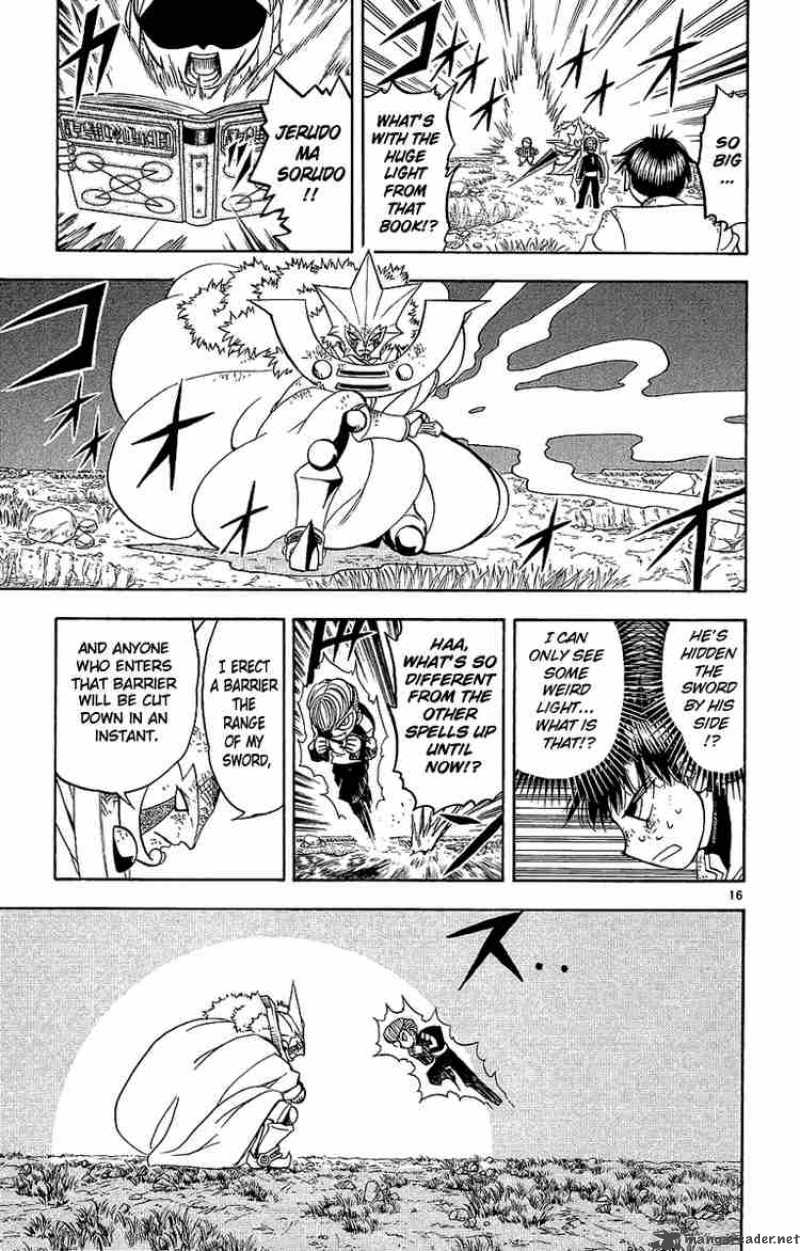 SO
BIG
...
WHAT'S
WITH THE
HUGE
LIGHT
FROM
THAT
BOOK!?
JERUDO
MA
SORUDO
!!
HE'S
HIDDEN
THE
SWORD
BY HIS
SIDE
!?
I CAN
ONLY SEE
SOME
WEIRD
LIGHT...
WHAT IS
THAT!?
HAA,
WHAT'S SO
DIFFERENT
FROM THE
OTHER
SPELLS UP
UNTIL
NOW!?
I ERECT
A BARRIER
THE
RANGE
OF MY
SWORD,
AND ANYONE
WHO ENTERS
THAT BARRIER
WILL BE CUT
DOWN IN AN
INSTANT.
16
ス..
mangareader.net